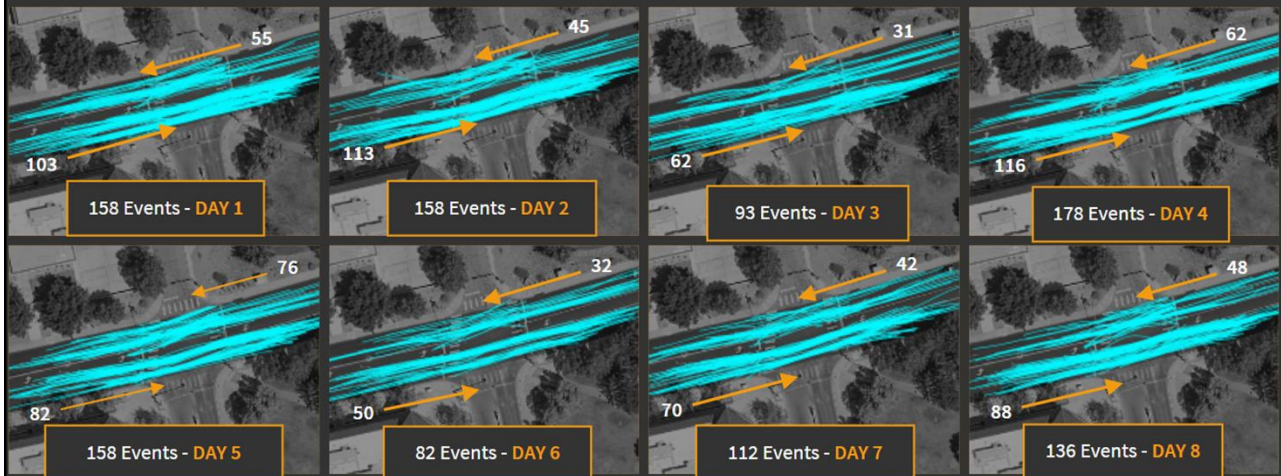 55
103
158 Events - DAY 1
45
113
158 Events - DAY 2
31
62
93 Events - DAY 3
62
116
178 Events - DAY 4
76
82
158 Events - DAY 5
32
50
82 Events - DAY 6
42
70
112 Events - DAY 7
48
88
136 Events - DAY 8